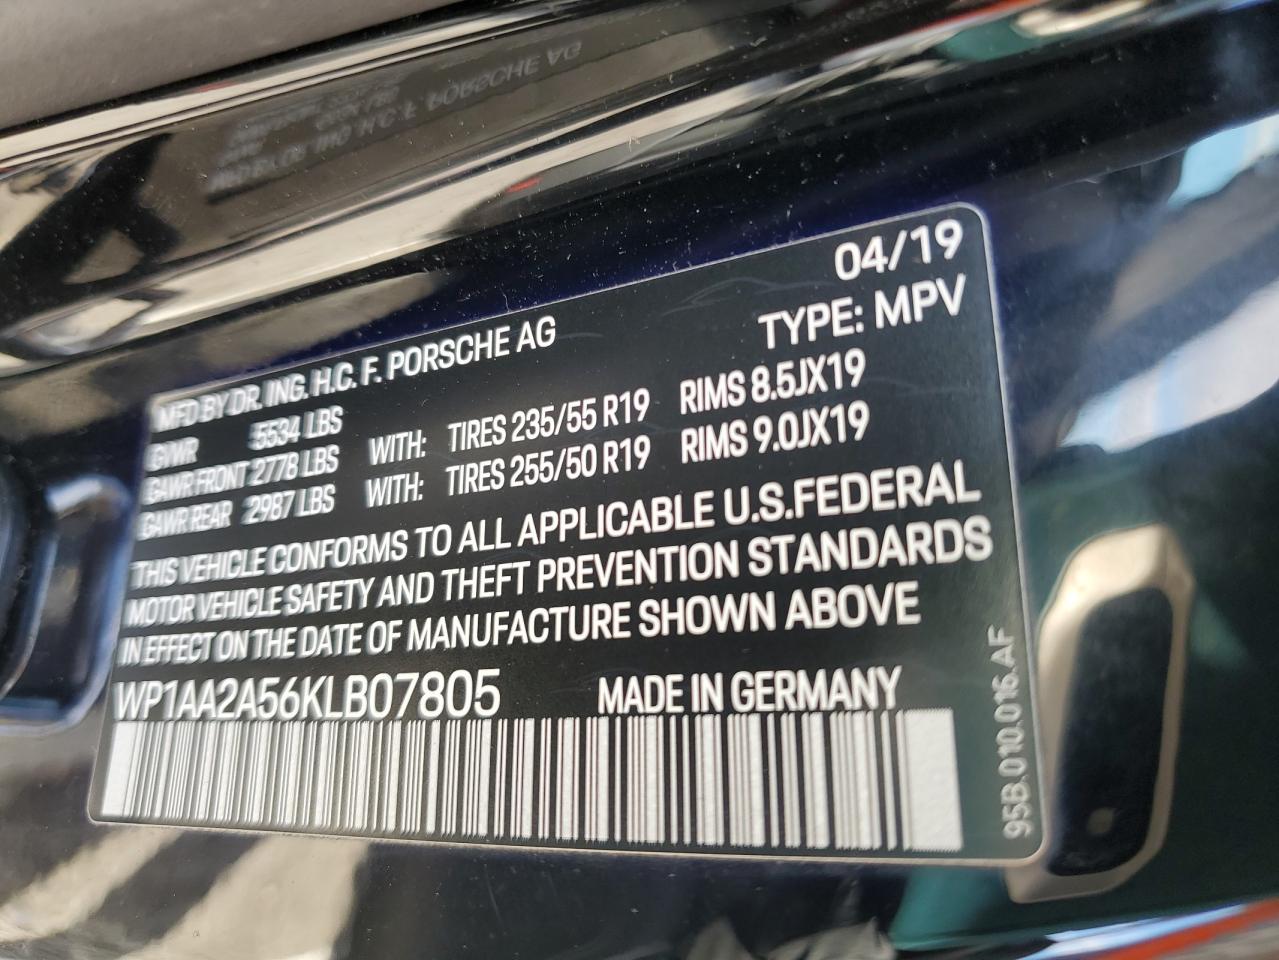 04/19
MFD BY DR. ING. H.C. F. PORSCHE AG
TYPE: MPV
GVWR 5534 LBS
GAWR FRONT 2778 LBS WITH: TIRES 235/55 R19 RIMS 8.5JX19
GAWR REAR 2987 LBS WITH: TIRES 255/50 R19 RIMS 9.0JX19
THIS VEHICLE CONFORMS TO ALL APPLICABLE U.S.FEDERAL
MOTOR VEHICLE SAFETY AND THEFT PREVENTION STANDARDS
IN EFFECT ON THE DATE OF MANUFACTURE SHOWN ABOVE
WP1AA2A56KLB07805 MADE IN GERMANY
95B.010.016.AF